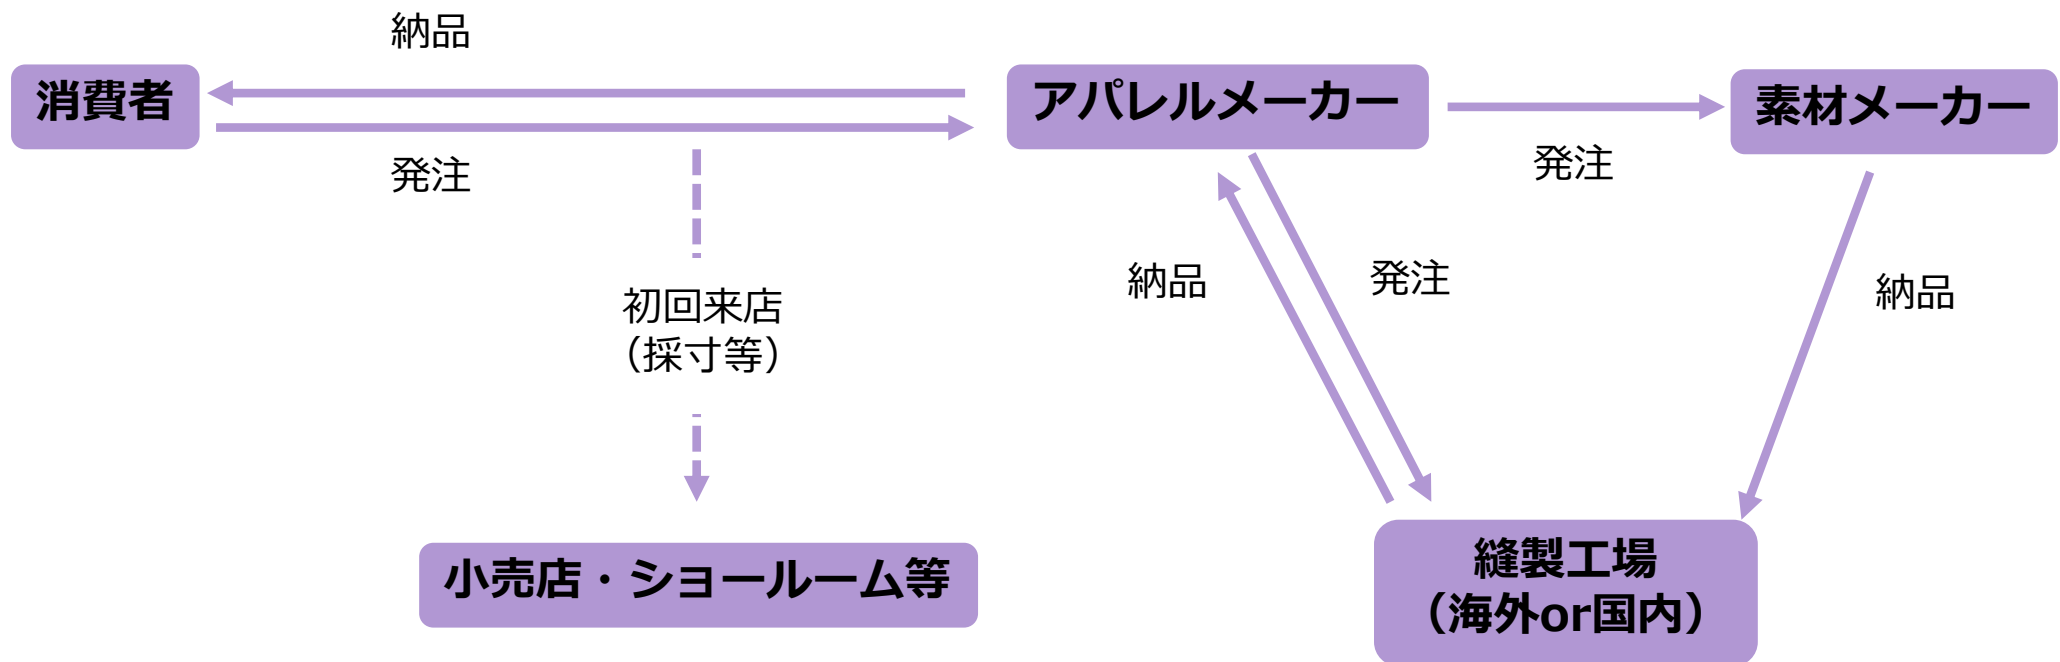 納品
消費者
アパレルメーカー
素材メーカー
発注
発注
納品
発注
納品
初回来店
（採寸等）
小売店・ショールーム等
縫製工場
（海外or国内）